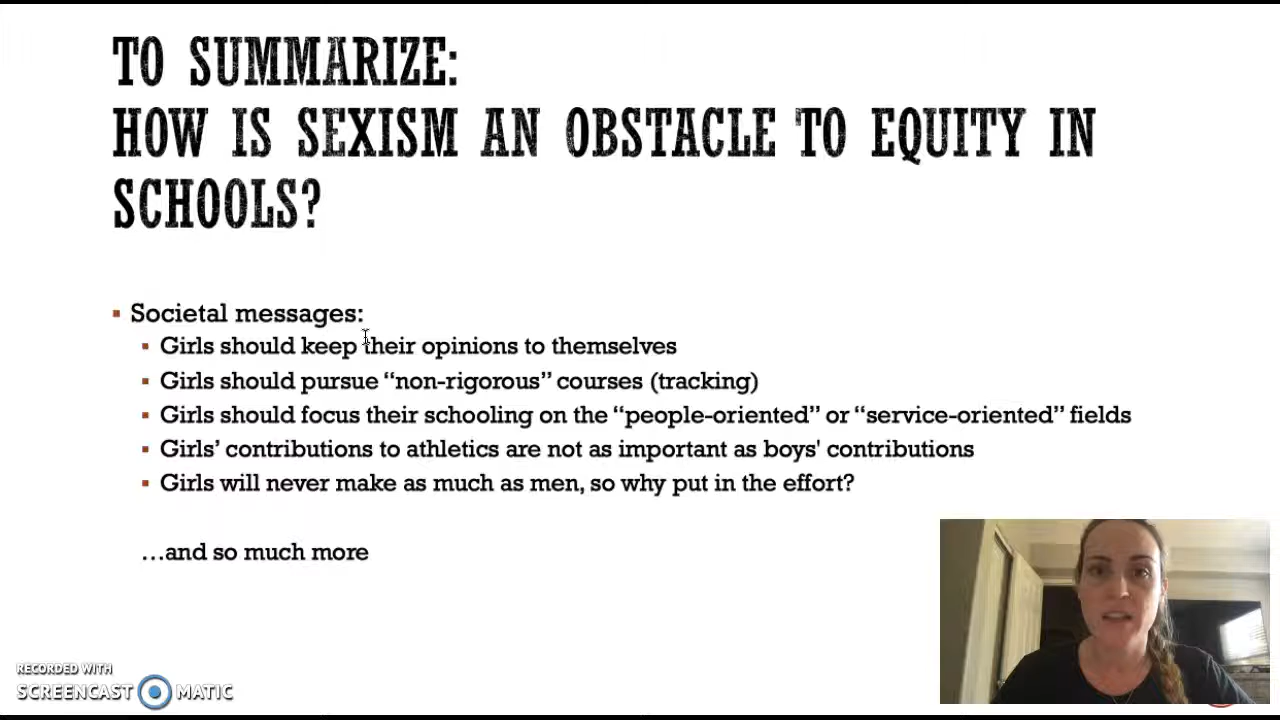 TO SUMMARIZE:
HOW IS SEXISM AN OBSTACLE TO EQUITY IN
SCHOOLS?
Societal messages:
Girls should keep their opinions to themselves
Girls should pursue “non-rigorous” courses (tracking)
Girls should focus their schooling on the “people-oriented” or “service-oriented” fields
Girls’ contributions to athletics are not as important as boys' contributions
Girls will never make as much as men, so why put in the effort?
…and so much more
RECORDED WITH
SCREENCAST MATIC